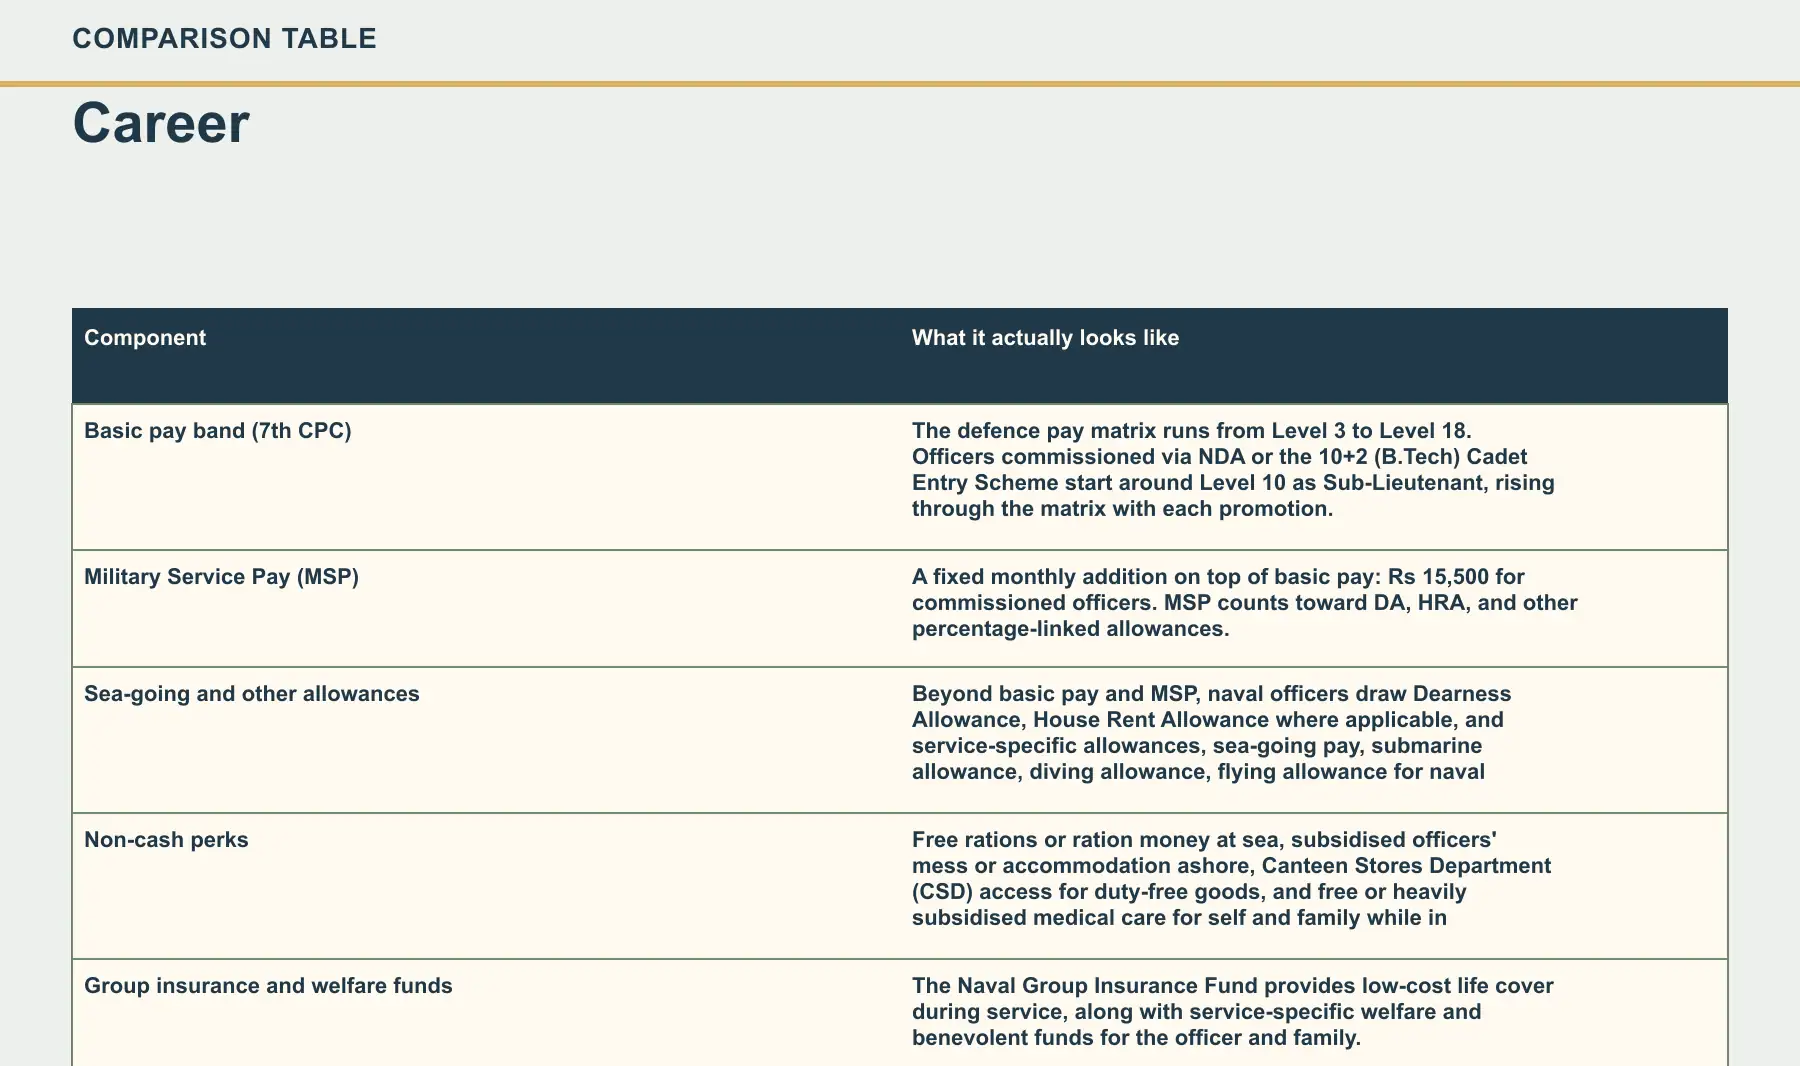 COMPARISON TABLE
Career
Component
What it actually looks like
Basic pay band (7th CPC)
The defence pay matrix runs from Level 3 to Level 18.
Officers commissioned via NDA or the 10+2 (B.Tech) Cadet
Entry Scheme start around Level 10 as Sub-Lieutenant, rising
through the matrix with each promotion.
Military Service Pay (MSP)
A fixed monthly addition on top of basic pay: Rs 15,500 for
commissioned officers. MSP counts toward DA, HRA, and other
percentage-linked allowances.
Sea-going and other allowances
Beyond basic pay and MSP, naval officers draw Dearness
Allowance, House Rent Allowance where applicable, and
service-specific allowances, sea-going pay, submarine
allowance, diving allowance, flying allowance for naval
Non-cash perks
Free rations or ration money at sea, subsidised officers'
mess or accommodation ashore, Canteen Stores Department
(CSD) access for duty-free goods, and free or heavily
subsidised medical care for self and family while in
Group insurance and welfare funds
The Naval Group Insurance Fund provides low-cost life cover
during service, along with service-specific welfare and
benevolent funds for the officer and family.